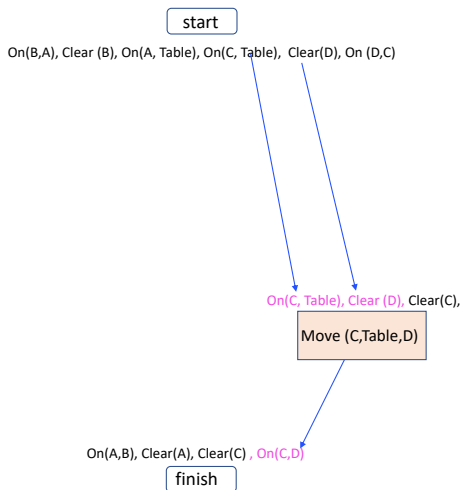 start
On(B,A), Clear (B), On(A, Table), On(C, Table), Clear(D), On (D,C)
On(C, Table), Clear (D), Clear(C),
Move (C,Table,D)
On(A,B), Clear(A), Clear(C) , On(C,D)
finish